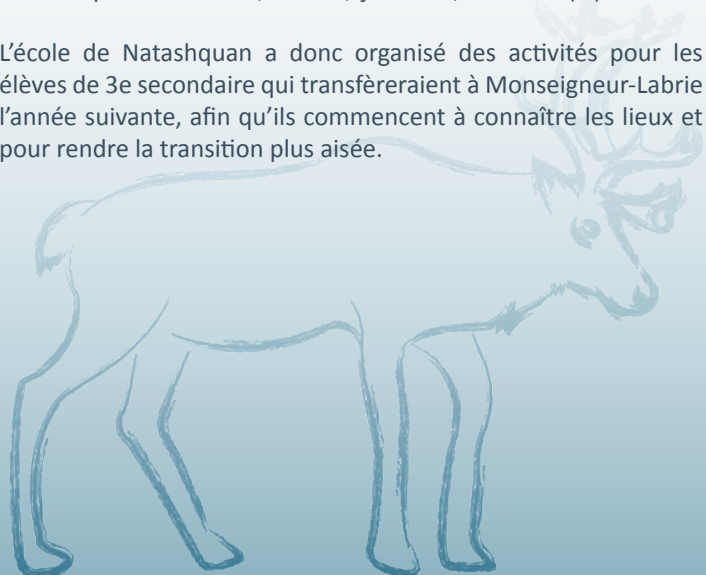 L’école de Natashquan a donc organisé des activités pour les
élèves de 3e secondaire qui transfèreraient à Monseigneur-Labrie
l’année suivante, afin qu’ils commencent à connaître les lieux et
pour rendre la transition plus aisée.